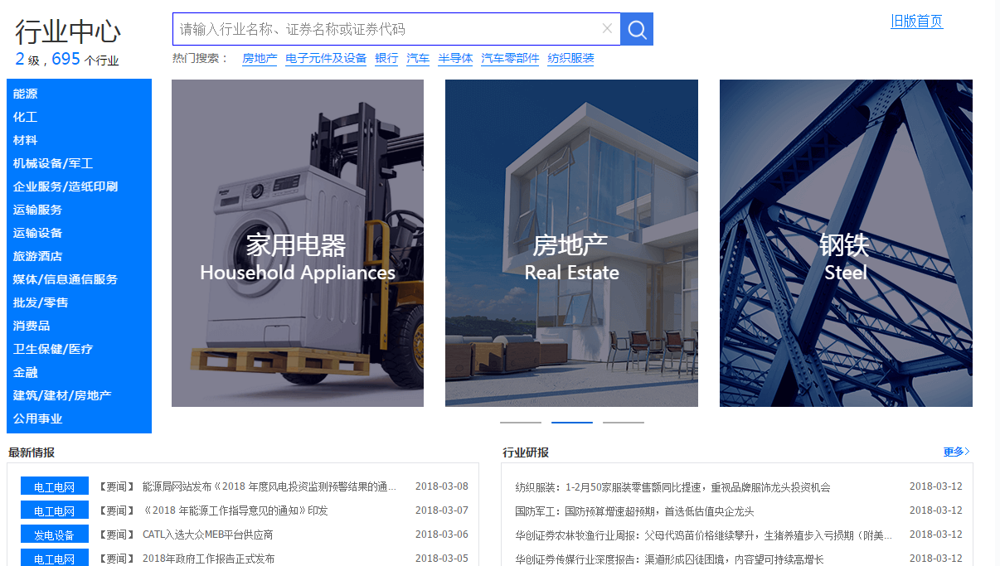 行业中心
2 级，695 个行业
请输入行业名称、证券名称或证券代码
旧版首页
热门搜索： 房地产 电子元件及设备 银行 汽车 半导体 汽车零部件 纺织服装
能源
化工
材料
机械设备/军工
企业服务/造纸印刷
运输服务
运输设备
旅游酒店
媒体/信息通信服务
批发/零售
消费品
卫生保健/医疗
金融
建筑/建材/房地产
公用事业
家用电器
Household Appliances
房地产
Real Estate
钢铁
Steel
最新情报
电工电网 【要闻】 能源局网站发布《2018 年度风电投资监测预警结果的通... 2018-03-08
电工电网 【要闻】 《2018 年能源工作指导意见的通知》印发 2018-03-07
发电设备 【要闻】 CATL入选大众MEB平台供应商 2018-03-06
电工电网 【要闻】 2018年政府工作报告正式发布 2018-03-05
行业研报 更多>
纺织服装：1-2月50家服装零售额同比提速，重视品牌服饰龙头投资机会 2018-03-12
国防军工：国防预算增速超预期，首选低估值央企龙头 2018-03-12
华创证券农林牧渔行业周报：父母代鸡苗价格继续攀升，生猪养殖步入亏损期（附美... 2018-03-12
华创证券传媒行业深度报告：渠道形成囚徒困境，内容望可持续高增长 2018-03-12